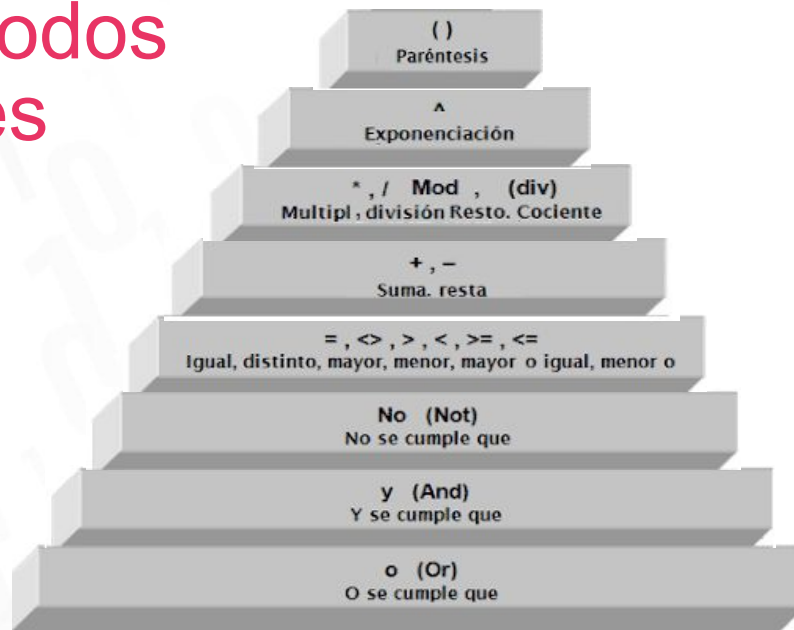 odos
es
( )
Paréntesis
^
Exponenciación
* , / Mod , (div)
Multipl , división Resto. Cociente
+ , –
Suma. resta
= , <> , > , < , >= , <=
Igual, distinto, mayor, menor, mayor o igual, menor o
No (Not)
No se cumple que
y (And)
Y se cumple que
o (Or)
O se cumple que